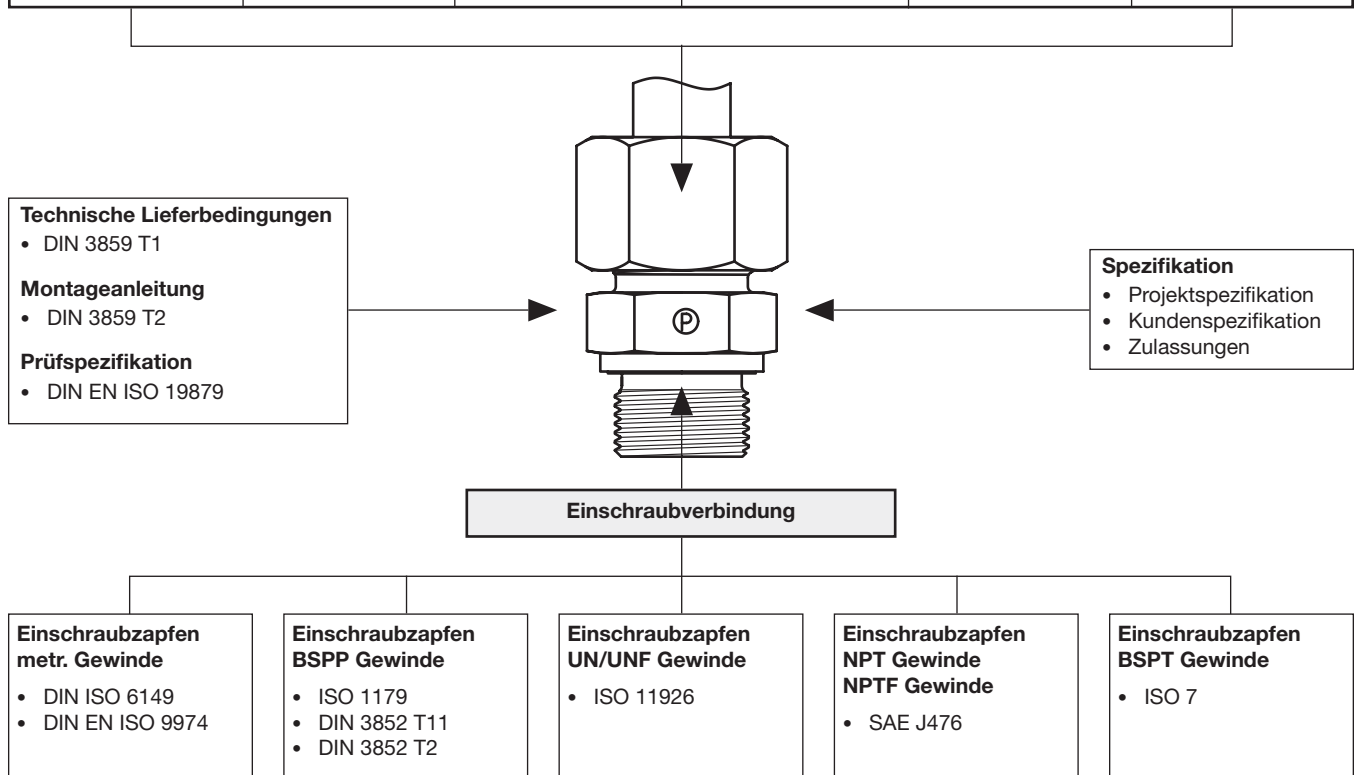 Technische Lieferbedingungen
• DIN 3859 T1
Montageanleitung
• DIN 3859 T2
Prüfspezifikation
• DIN EN ISO 19879
Spezifikation
• Projektspezifikation
• Kundenspezifikation
• Zulassungen
P
Einschraubverbindung
Einschraubzapfen
metr. Gewinde
• DIN ISO 6149
• DIN EN ISO 9974
Einschraubzapfen
BSPP Gewinde
• ISO 1179
• DIN 3852 T11
• DIN 3852 T2
Einschraubzapfen
UN/UNF Gewinde
• ISO 11926
Einschraubzapfen
NPT Gewinde
NPTF Gewinde
• SAE J476
Einschraubzapfen
BSPT Gewinde
• ISO 7